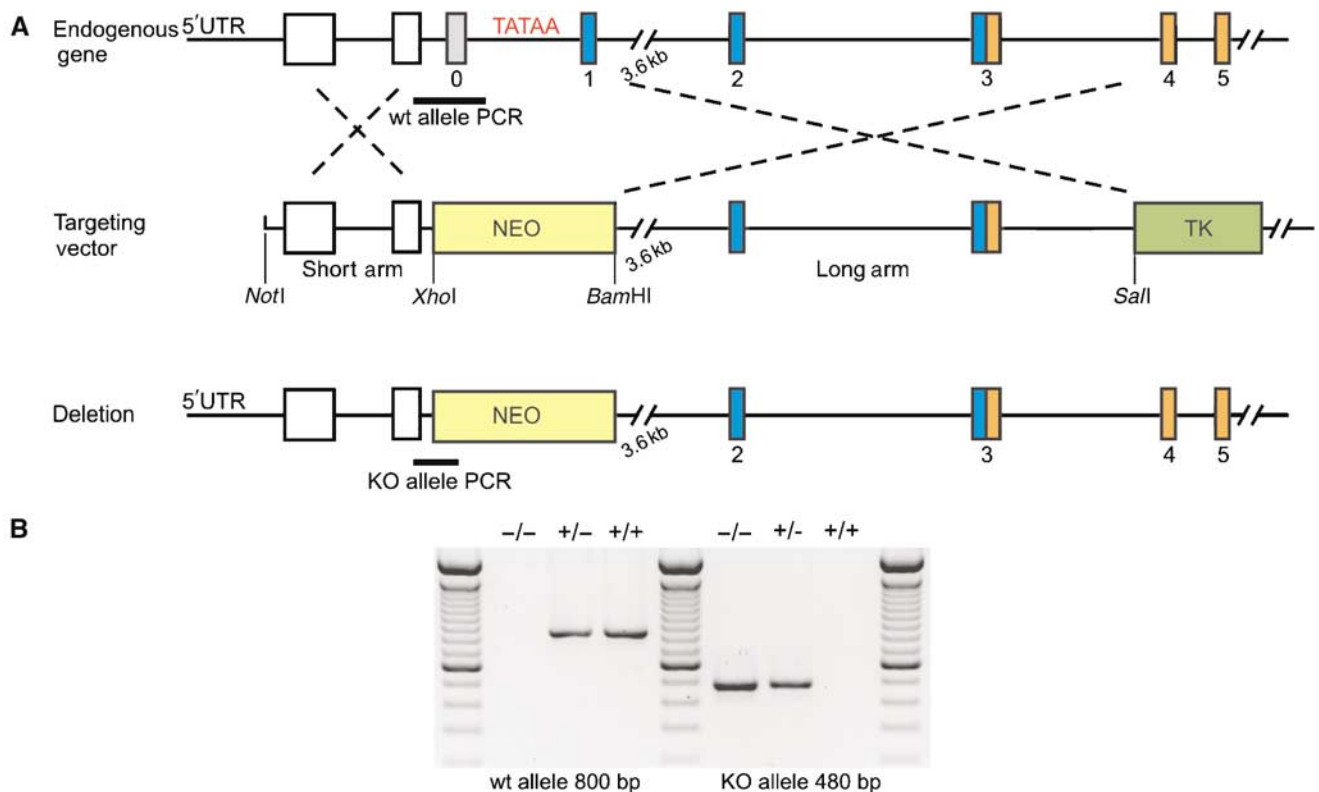 A
Endogenous gene
5′UTR
TATAA
0
1
3.6 kb
2
3
4
5
wt allele PCR
Targeting vector
NEO
TK
3.6 kb
Short arm
Long arm
NotI
XhoI
BamHI
SalI
Deletion
5′UTR
NEO
3.6 kb
2
3
4
5
KO allele PCR
B
–/– +/– +/+ –/– +/- +/+
wt allele 800 bp
KO allele 480 bp